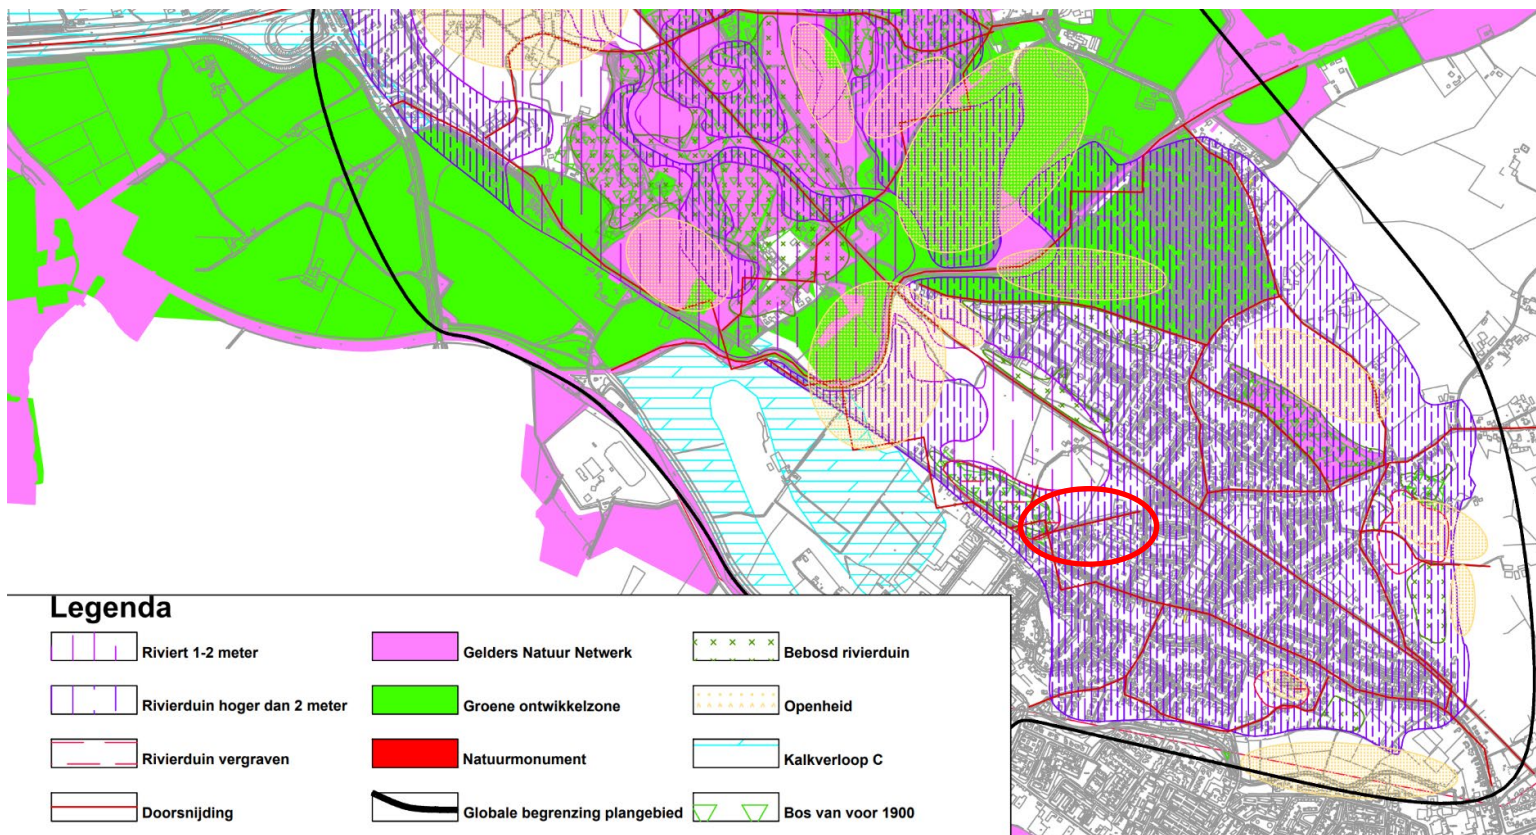 Legenda
Riviert 1-2 meter
Gelders Natuur Netwerk
Bebosd rivierduin
Rivierduin hoger dan 2 meter
Groene ontwikkelzone
Openheid
Rivierduin vergraven
Natuurmonument
Kalkverloop C
Doorsnijding
Globale begrenzing plangebied
Bos van voor 1900